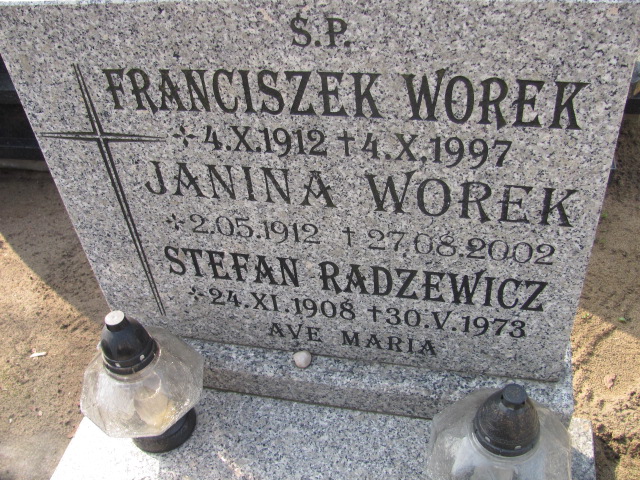 Ś.P.
FRANCISZEK WOREK
* 4.X.1912 † 4.X.1997
JANINA WOREK
* 2.05.1912 † 27.08.2002
STEFAN RADZEWICZ
* 24.XI.1908 † 30.V.1973
AVE MARIA